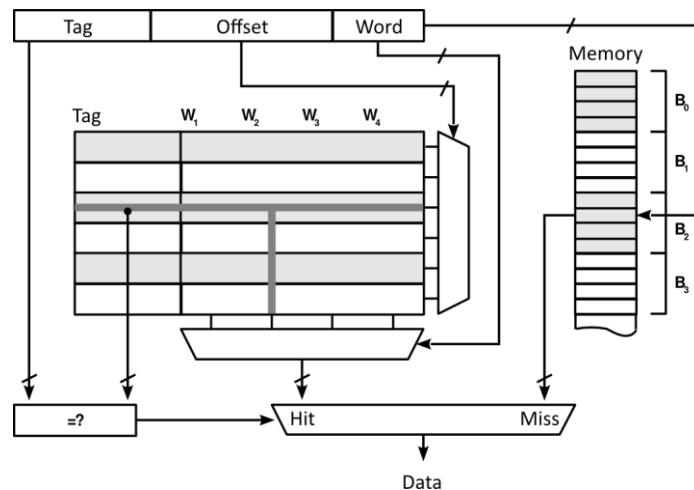 Tag Offset Word
Memory
Tag W₁ W₂ W₃ W₄
B₀
B₁
B₂
B₃
=? Hit Miss
Data